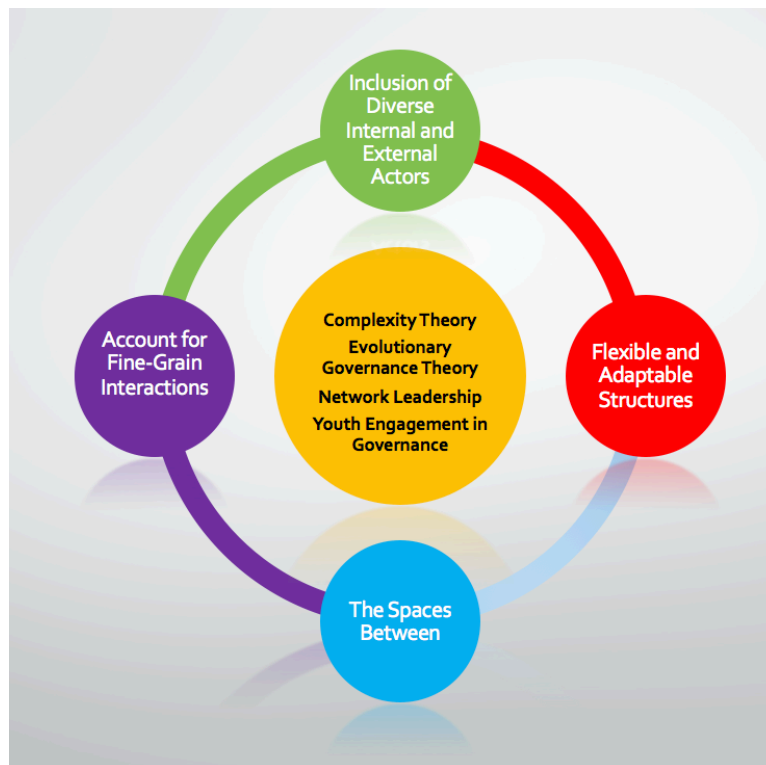 Inclusion of
Diverse
Internal and
External
Actors
Account for
Fine-Grain
Interactions
Complexity Theory
Evolutionary
Governance Theory
Network Leadership
Youth Engagement in
Governance
Flexible and
Adaptable
Structures
The Spaces
Between